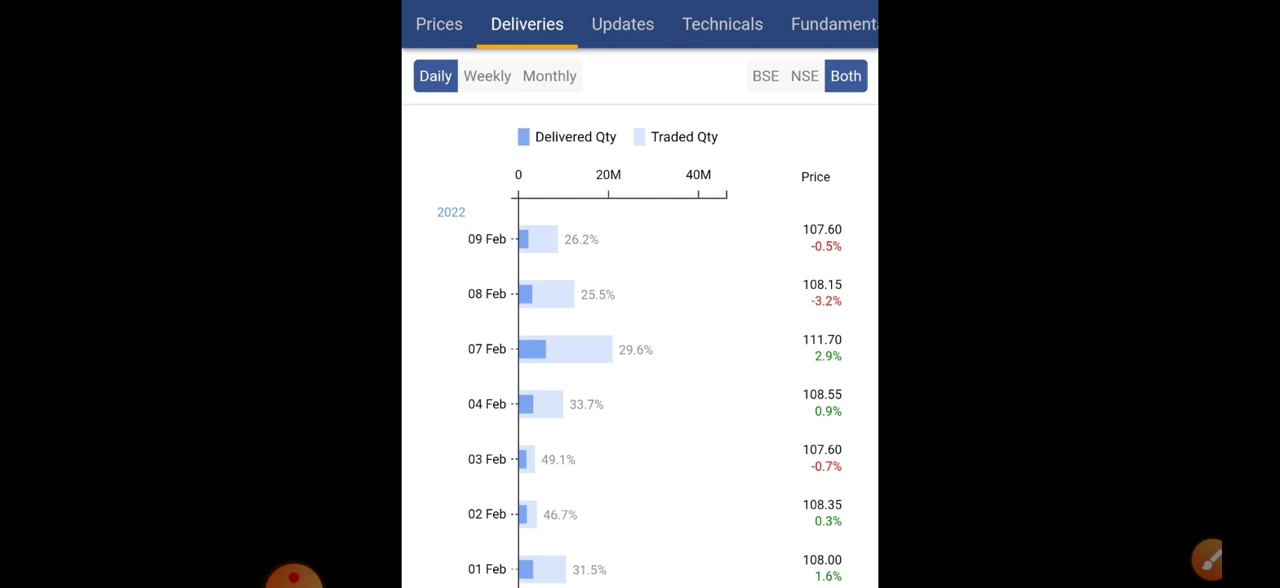 Prices Deliveries Updates Technicals Fundament
Daily Weekly Monthly BSE NSE Both
Delivered Qty Traded Qty
0 20M 40M Price
2022
09 Feb 26.2% 107.60
-0.5%
08 Feb 25.5% 108.15
-3.2%
07 Feb 29.6% 111.70
2.9%
04 Feb 33.7% 108.55
0.9%
03 Feb 49.1% 107.60
-0.7%
02 Feb 46.7% 108.35
0.3%
01 Feb 31.5% 108.00
1.6%